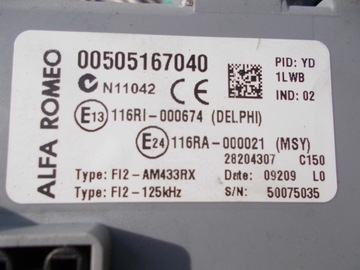 ALFA ROMEO
00505167040
PID: YD
1LWB
N11042 CE
IND: 02
E13 116RI-000674 (DELPHI)
E24 116RA-000021 (MSY)
28204307 C150
Type: FI2-AM433RX Date: 09209 L0
Type: FI2-125kHz S/N: 50075035